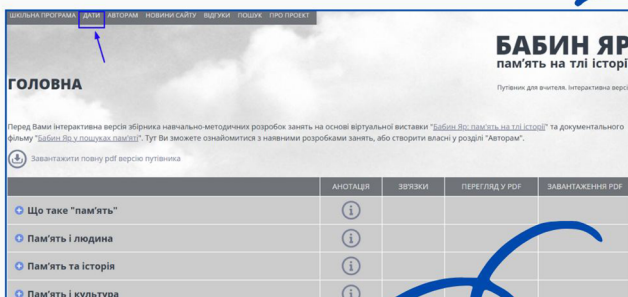 ШКІЛЬНА ПРОГРАМА ДАТИ АВТОРАМ НОВИНИ САЙТУ ВІДГУКИ ПОШУК ПРО ПРОЕКТ
БАБИН ЯР
пам'ять на тлі історії
Путівник для вчителя. Інтерактивна версі
ГОЛОВНА
Перед Вами інтерактивна версія збірника навчально-методичних розробок занять на основі віртуальної виставки "Бабин Яр: пам'ять на тлі історії" та документального
фільму "Бабин Яр у пошуках пам'яті". Тут Ви зможете ознайомитися з наявними розробками занять, або створити власні у розділі "Авторам".
Завантажити повну pdf версію путівника
АНОТАЦІЯ ЗВ'ЯЗКИ ПЕРЕГЛЯД У PDF ЗАВАНТАЖЕННЯ PDF
Що таке "пам'ять"
Пам'ять і людина
Пам'ять та історія
Пам'ять і культура